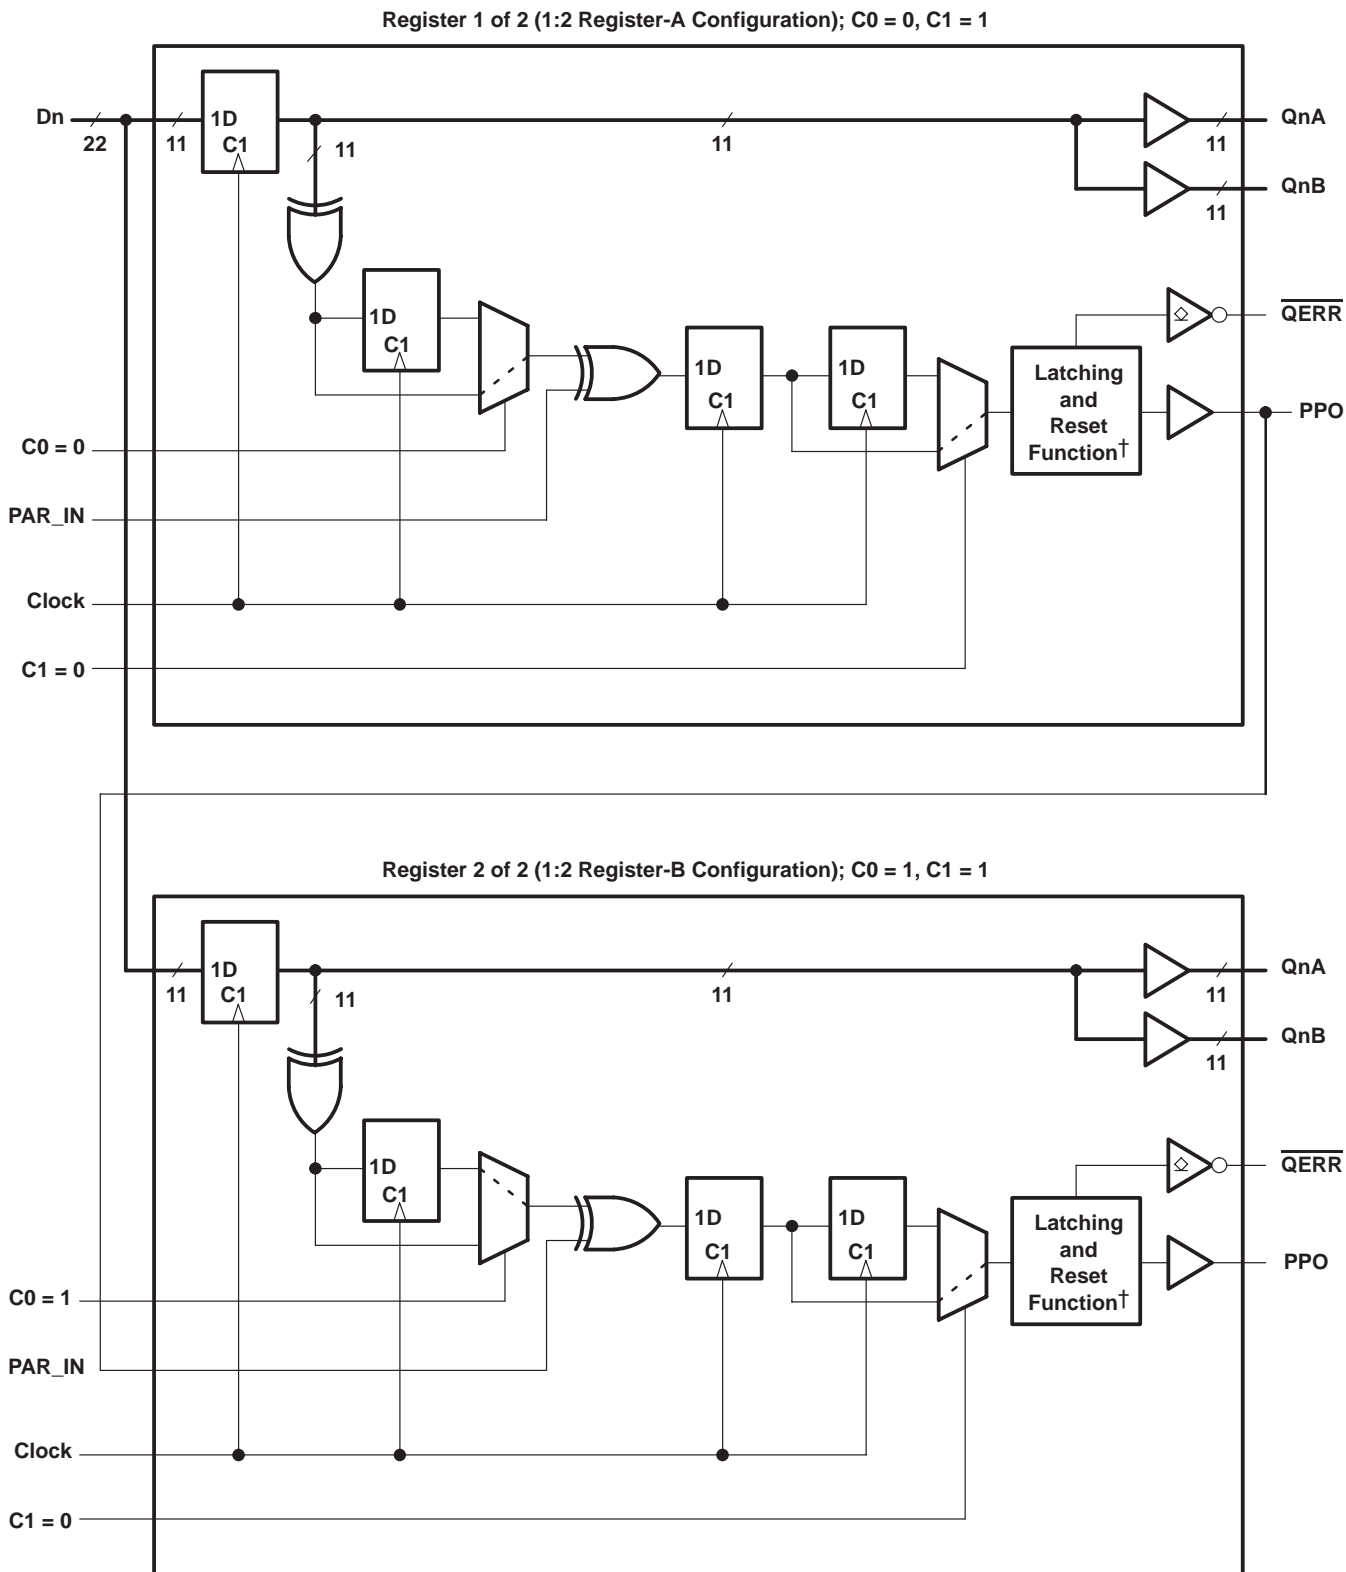 Register 1 of 2 (1:2 Register-A Configuration); C0 = 0, C1 = 1
Dn
22
11
1D
C1
11
11
11
QnA
11
QnB
1D
C1
1D
C1
1D
C1
Latching
and
Reset
Function†
QERR
PPO
C0 = 0
PAR_IN
Clock
C1 = 0
Register 2 of 2 (1:2 Register-B Configuration); C0 = 1, C1 = 1
11
1D
C1
11
11
11
QnA
11
QnB
1D
C1
1D
C1
1D
C1
Latching
and
Reset
Function†
QERR
PPO
C0 = 1
PAR_IN
Clock
C1 = 0